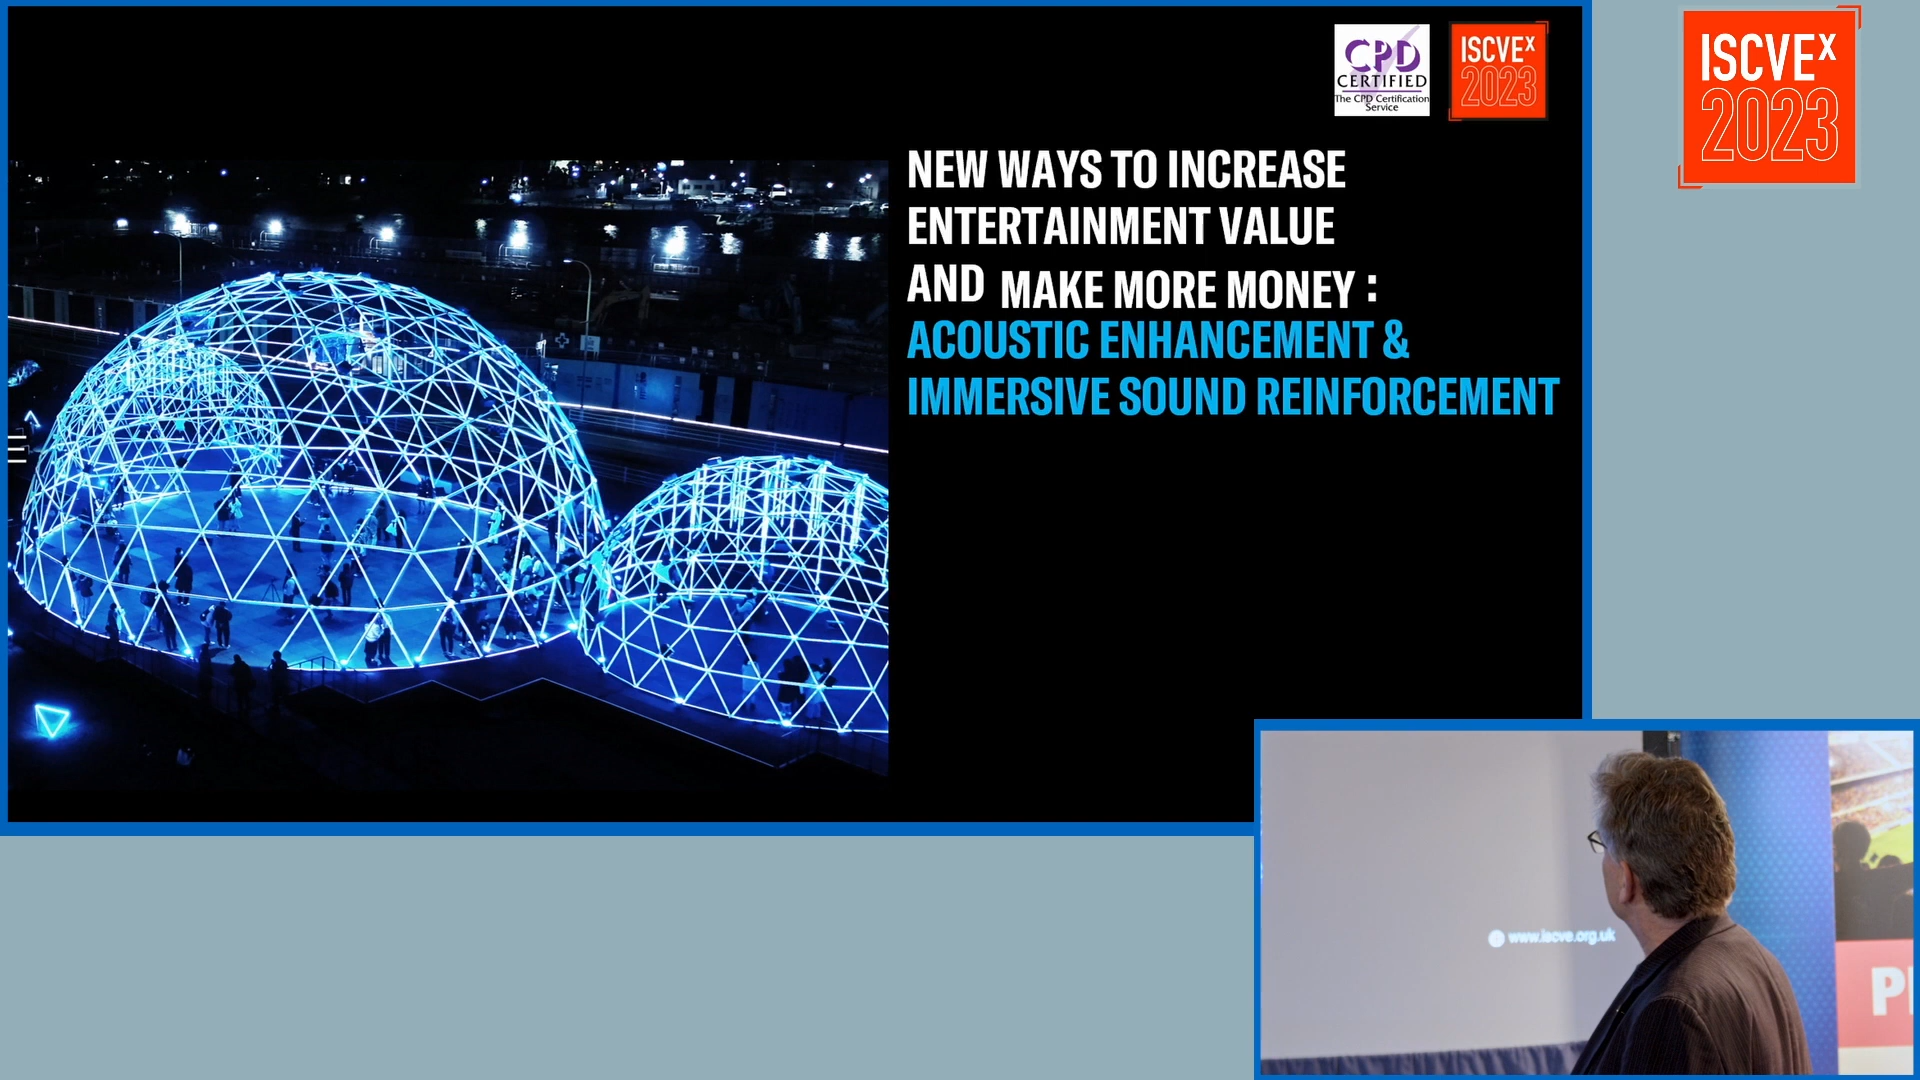 CPD
CERTIFIED
The CPD Certification
Service
ISCVEx
2023
ISCVEx
2023
NEW WAYS TO INCREASE
ENTERTAINMENT VALUE
AND MAKE MORE MONEY :
ACOUSTIC ENHANCEMENT &
IMMERSIVE SOUND REINFORCEMENT
www.iscve.org.uk